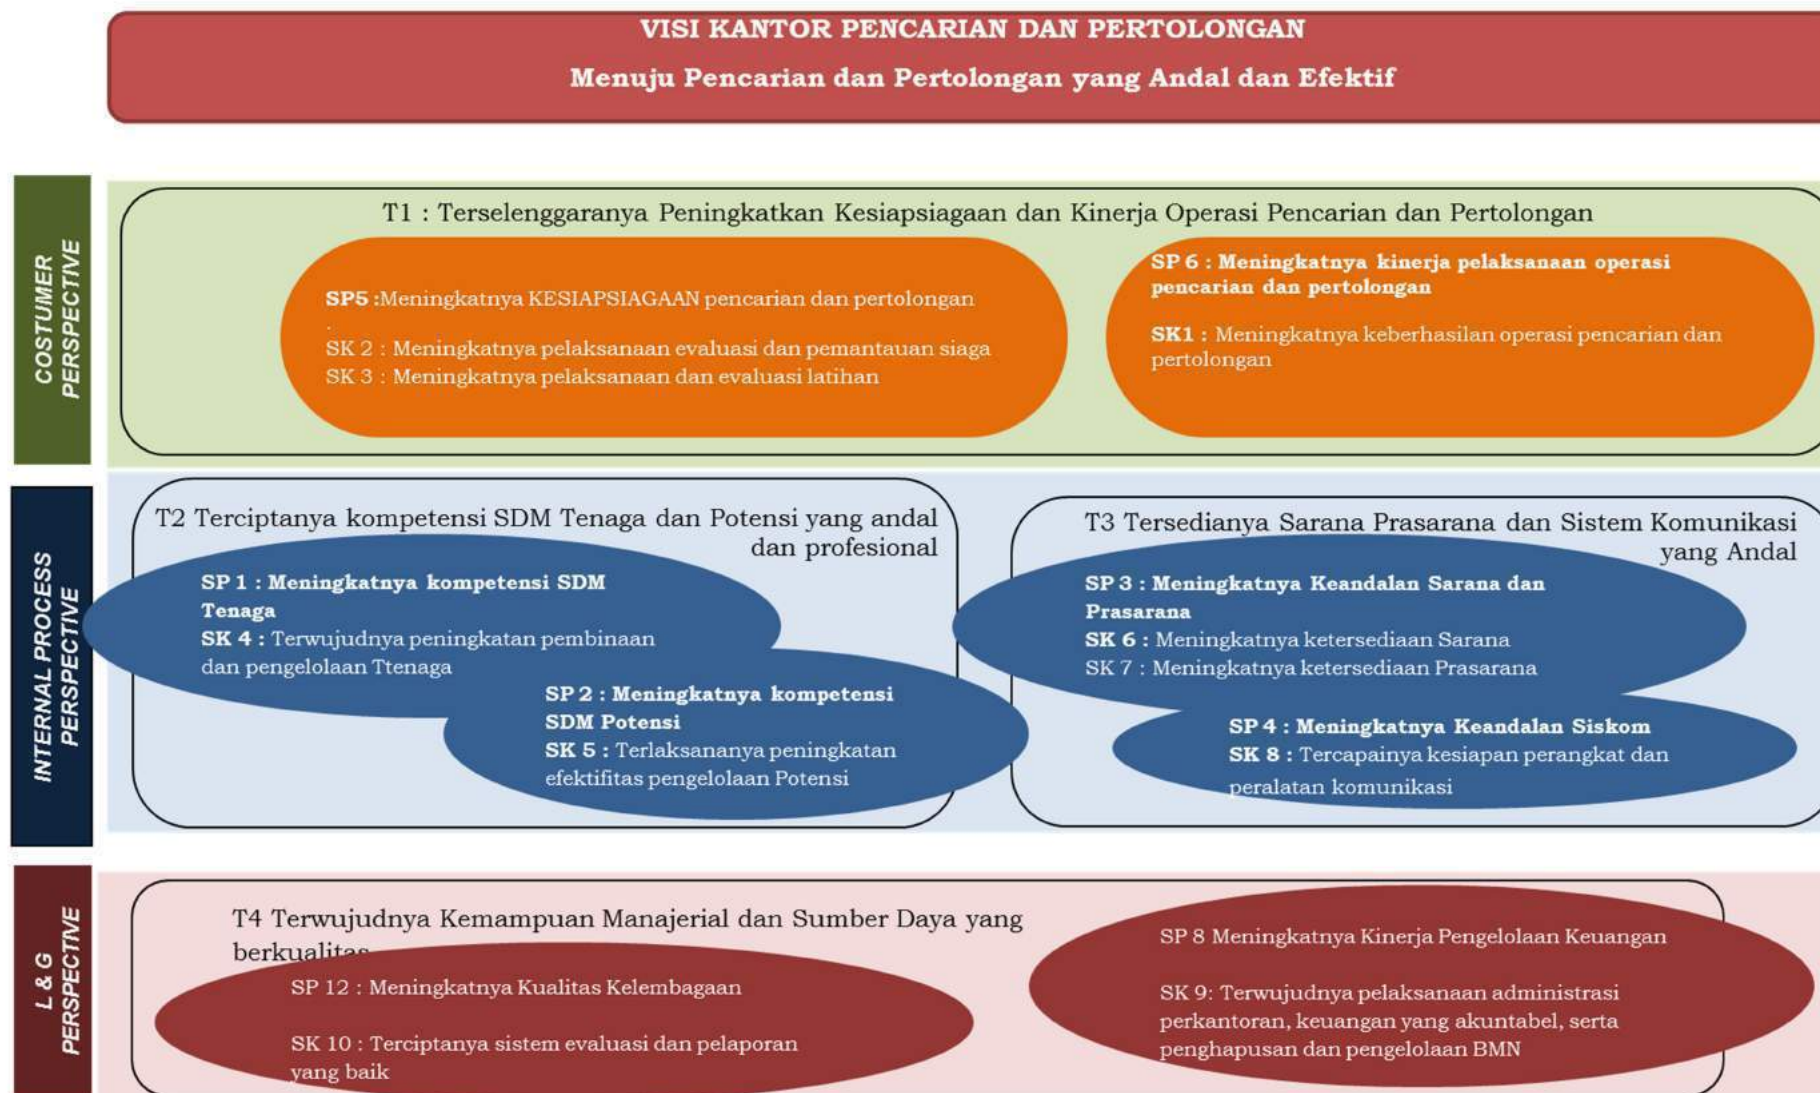 VISI KANTOR PENCARIAN DAN PERTOLONGAN
Menuju Pencarian dan Pertolongan yang Andal dan Efektif
COSTUMER
PERSPECTIVE
T1 : Terselenggaranya Peningkatkan Kesiapsiagaan dan Kinerja Operasi Pencarian dan Pertolongan
SP5 :Meningkatnya KESIAPSIAGAAN pencarian dan pertolongan
.
SK 2 : Meningkatnya pelaksanaan evaluasi dan pemantauan siaga
SK 3 : Meningkatnya pelaksanaan dan evaluasi latihan
SP 6 : Meningkatnya kinerja pelaksanaan operasi
pencarian dan pertolongan
SK1 : Meningkatnya keberhasilan operasi pencarian dan
pertolongan
INTERNAL PROCESS
PERSPECTIVE
T2 Terciptanya kompetensi SDM Tenaga dan Potensi yang andal
dan profesional
SP 1 : Meningkatnya kompetensi SDM
Tenaga
SK 4 : Terwujudnya peningkatan pembinaan
dan pengelolaan Ttenaga
SP 2 : Meningkatnya kompetensi
SDM Potensi
SK 5 : Terlaksananya peningkatan
efektifitas pengelolaan Potensi
T3 Tersedianya Sarana Prasarana dan Sistem Komunikasi
yang Andal
SP 3 : Meningkatnya Keandalan Sarana dan
Prasarana
SK 6 : Meningkatnya ketersediaan Sarana
SK 7 : Meningkatnya ketersediaan Prasarana
SP 4 : Meningkatnya Keandalan Siskom
SK 8 : Tercapainya kesiapan perangkat dan
peralatan komunikasi
L & G
PERSPECTIVE
T4 Terwujudnya Kemampuan Manajerial dan Sumber Daya yang
berkualitas
SP 12 : Meningkatnya Kualitas Kelembagaan
SK 10 : Terciptanya sistem evaluasi dan pelaporan
yang baik
SP 8 Meningkatnya Kinerja Pengelolaan Keuangan
SK 9: Terwujudnya pelaksanaan administrasi
perkantoran, keuangan yang akuntabel, serta
penghapusan dan pengelolaan BMN